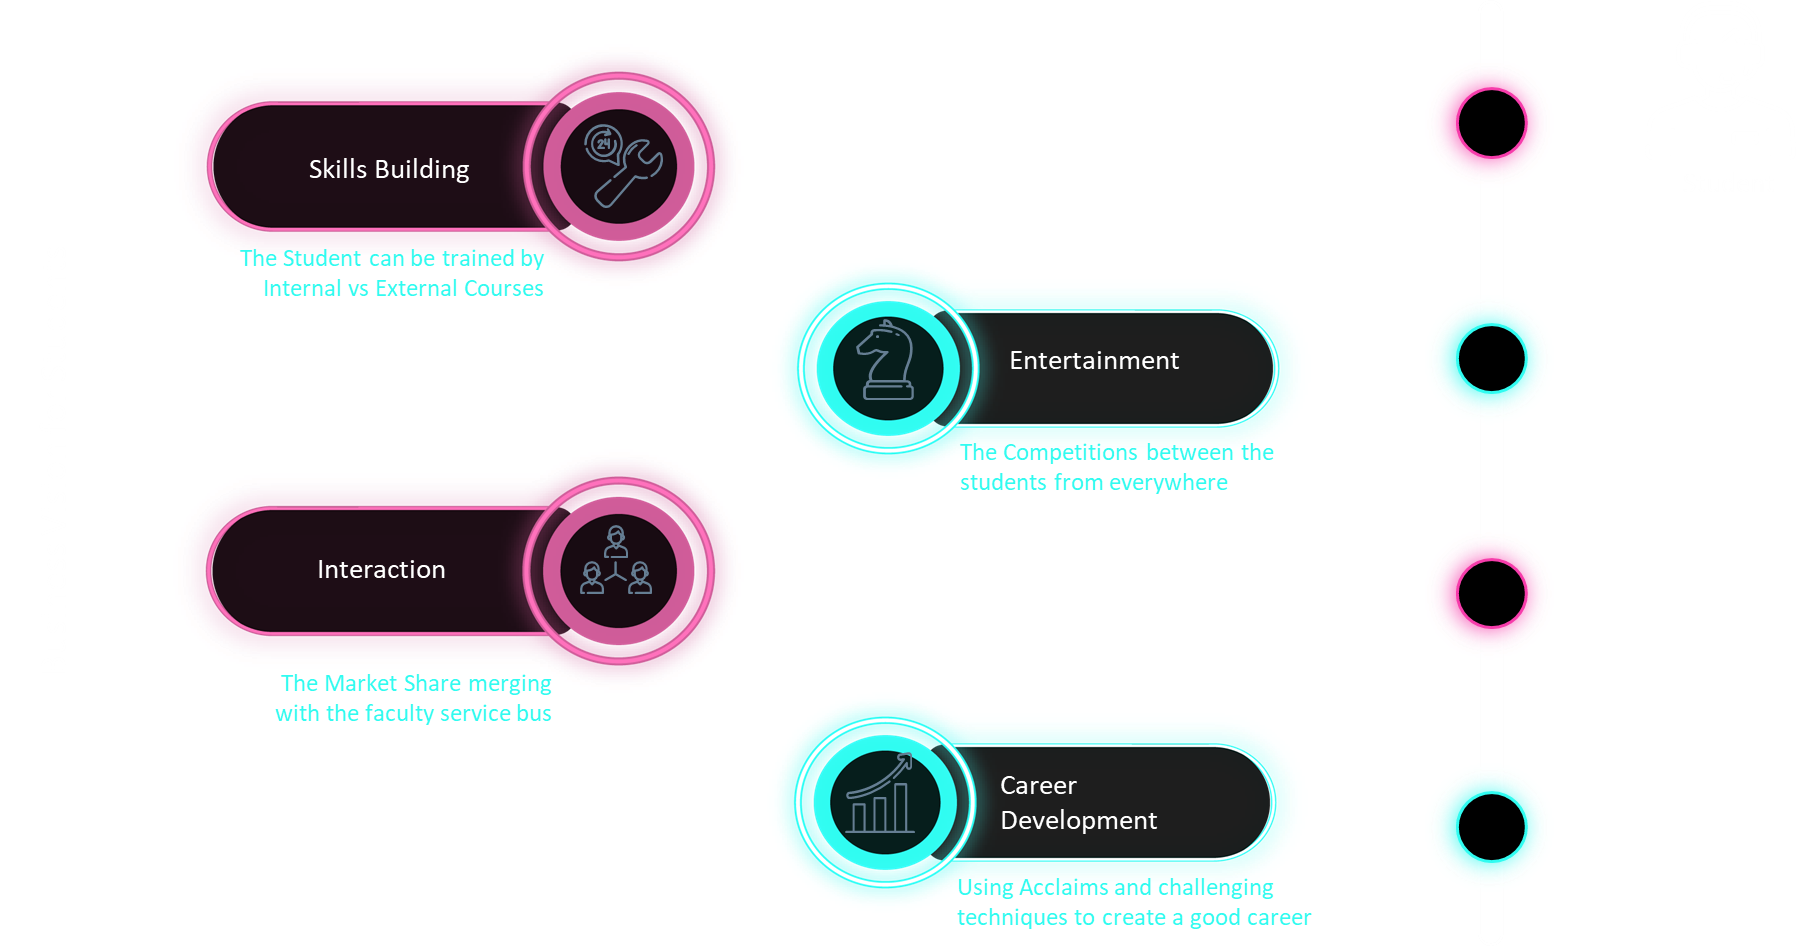 Skills Building
24
The Student can be trained by
Internal vs External Courses
Entertainment
The Competitions between the
students from everywhere
Interaction
The Market Share merging
with the faculty service bus
Career
Development
Using Acclaims and challenging
techniques to create a good career